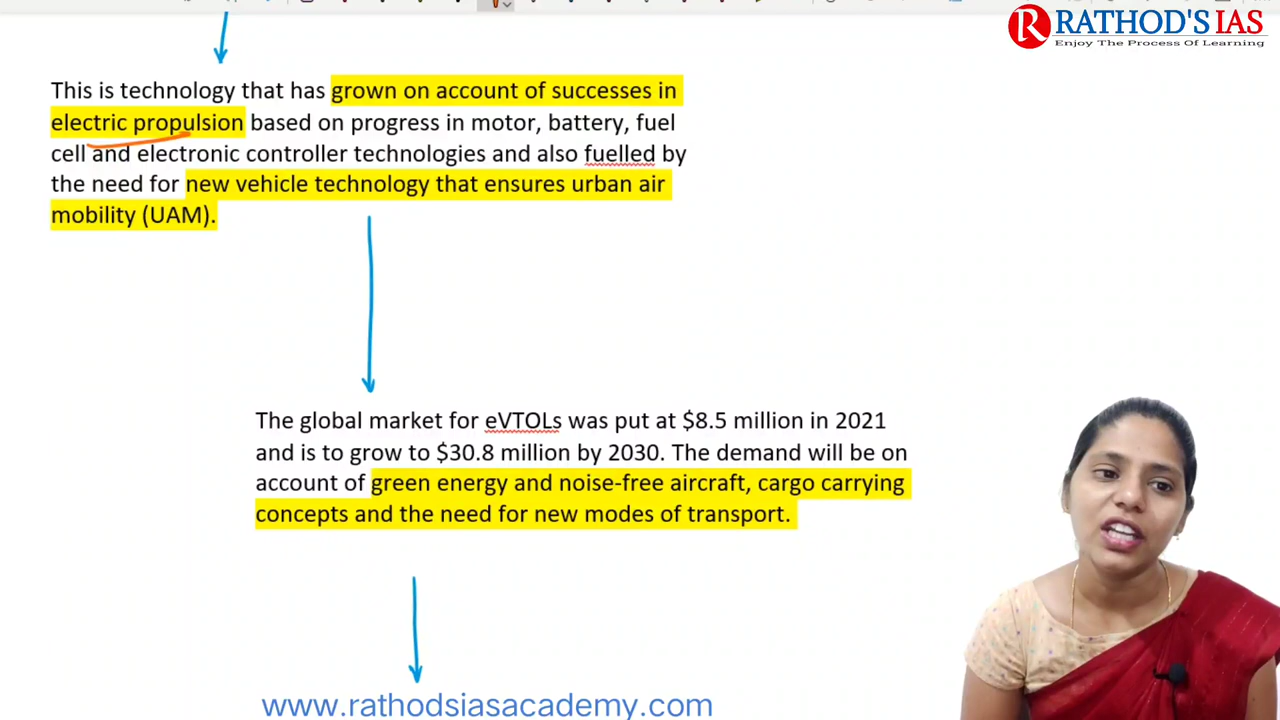 RATHOD'S IAS
Enjoy The Process Of Learning
This is technology that has grown on account of successes in
electric propulsion based on progress in motor, battery, fuel
cell and electronic controller technologies and also fuelled by
the need for new vehicle technology that ensures urban air
mobility (UAM).
The global market for eVTOLs was put at $8.5 million in 2021
and is to grow to $30.8 million by 2030. The demand will be on
account of green energy and noise-free aircraft, cargo carrying
concepts and the need for new modes of transport.
www.rathodsiasacademy.com